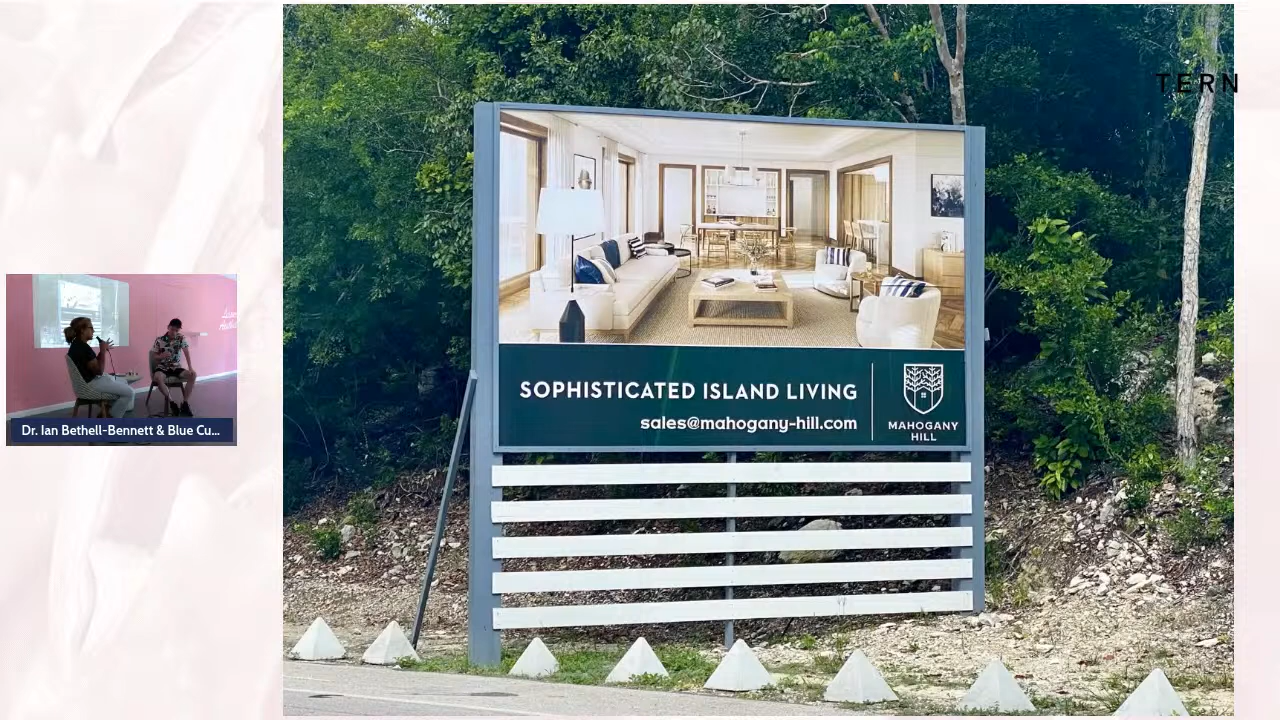 TERN
SOPHISTICATED ISLAND LIVING
sales@mahogany-hill.com
MAHOGANY
HILL
Dr. Ian Bethell-Bennett & Blue Cu...